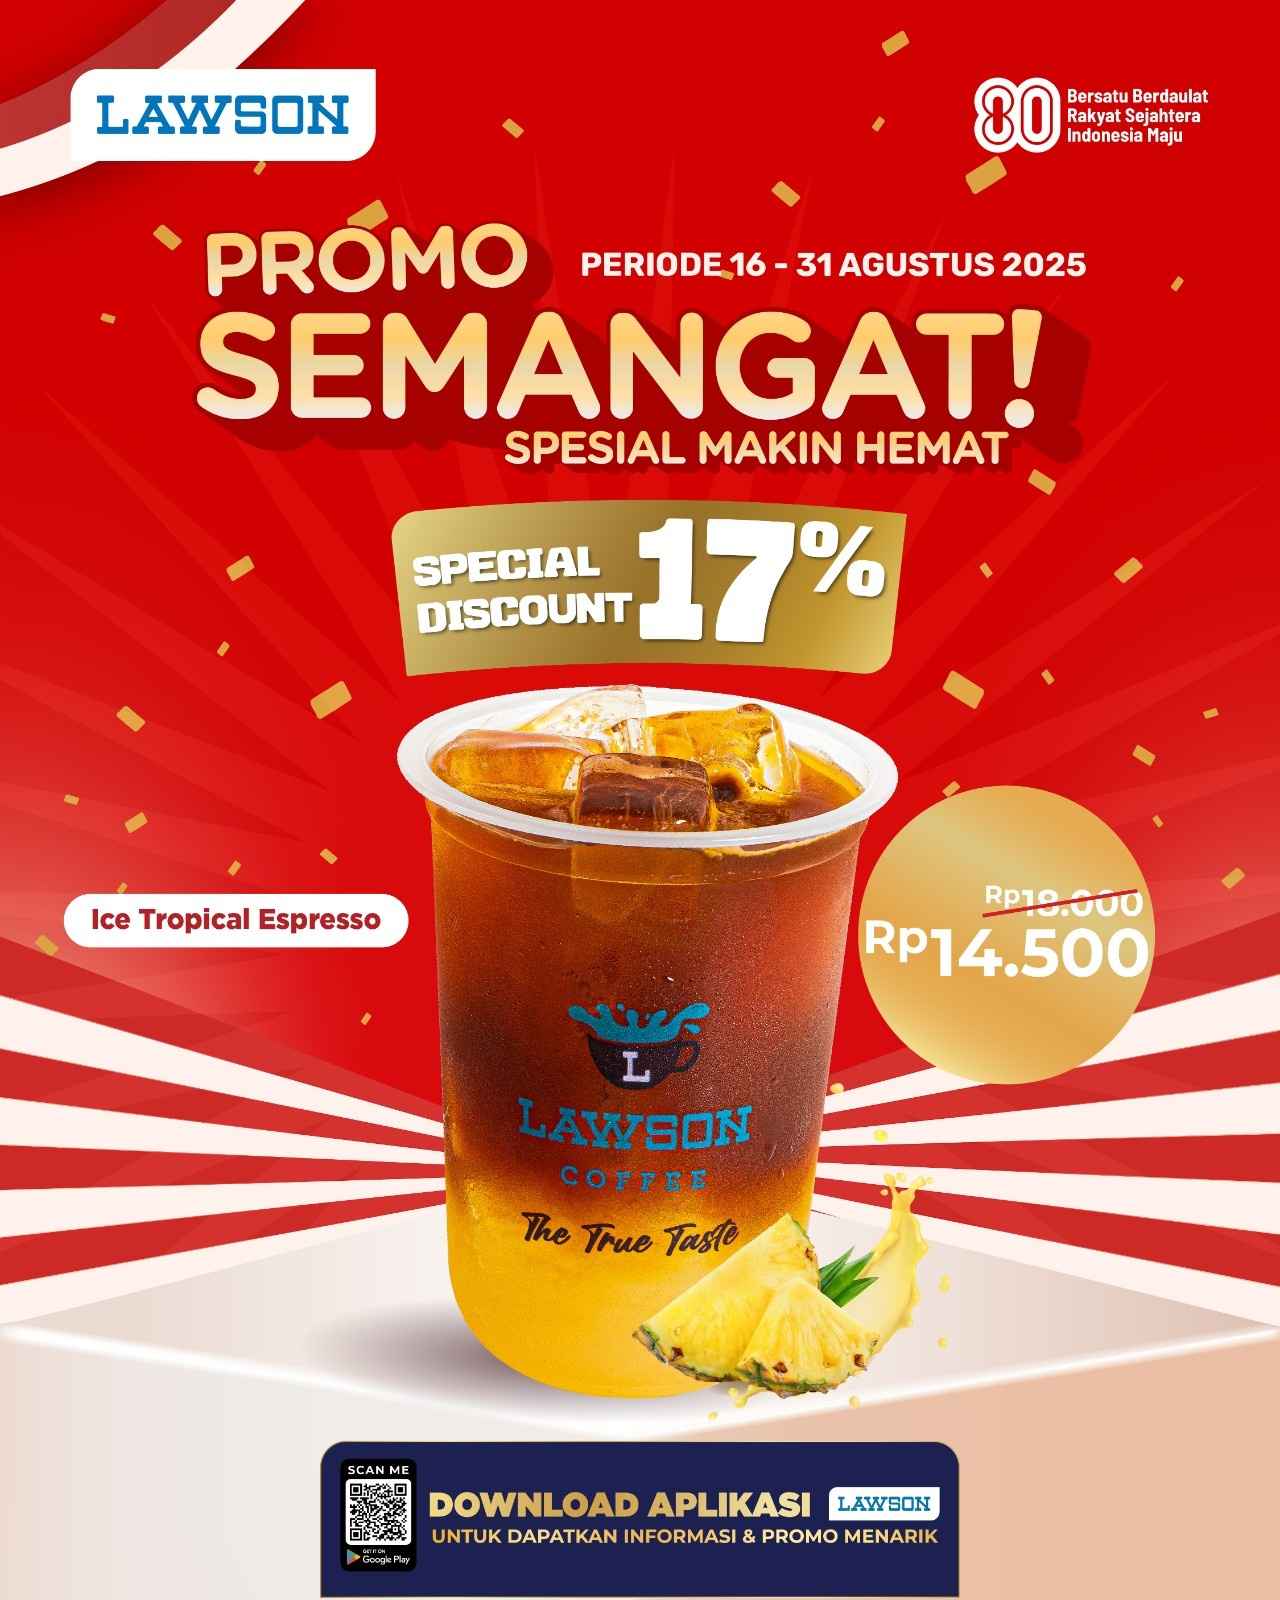 LAWSON
80
Bersatu Berdaulat
Rakyat Sejahtera
Indonesia Maju
PROMO
PERIODE 16 - 31 AGUSTUS 2025
SEMANGAT!
SPESIAL MAKIN HEMAT
SPECIAL
DISCOUNT
17%
Ice Tropical Espresso
Rp18.000
Rp14.500
L
LAWSON
COFFEE
The True Taste
SCAN ME
GET IT ON
Google Play
DOWNLOAD APLIKASI LAWSON
UNTUK DAPATKAN INFORMASI & PROMO MENARIK